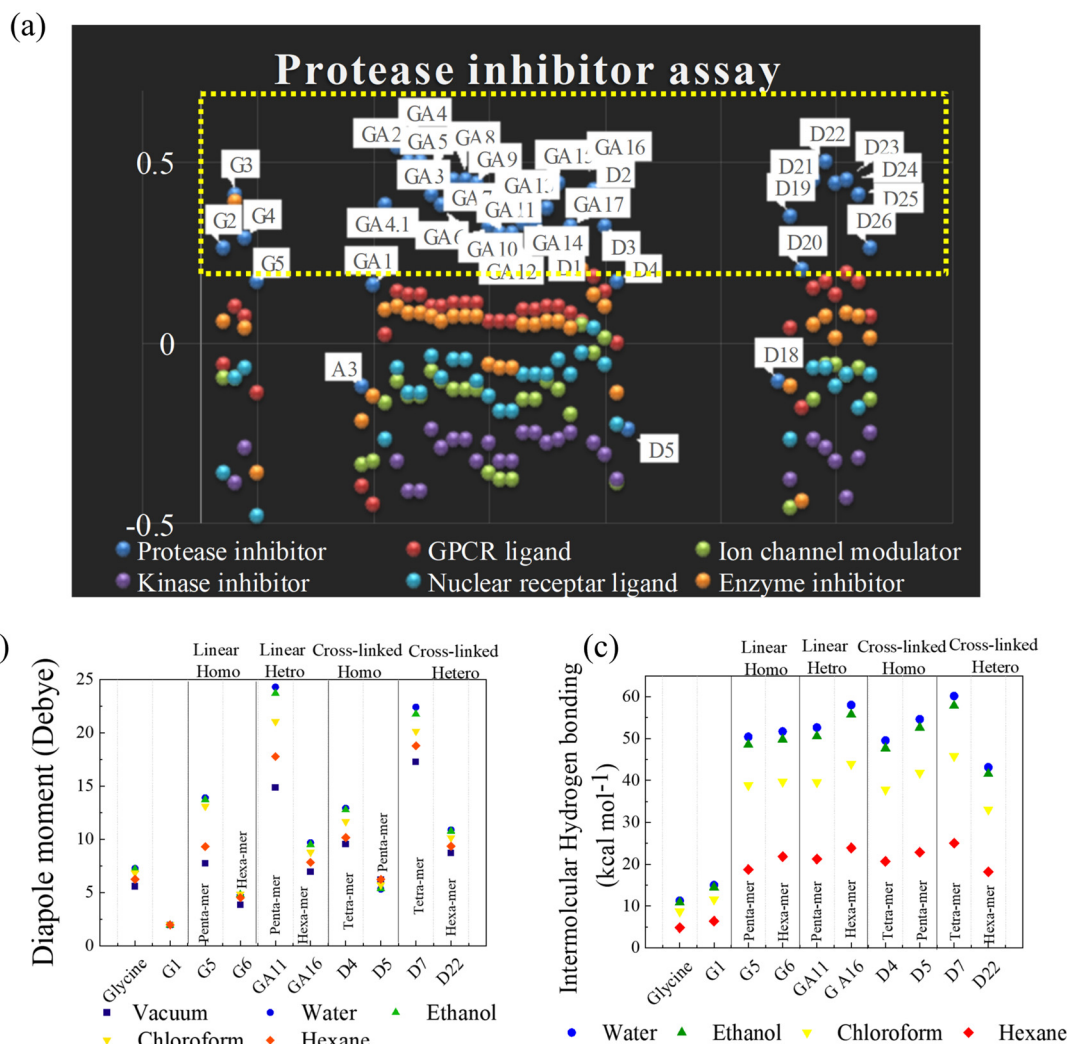 (a)
Protease inhibitor assay
GA4
GA2
GA5
GA8
GA9
GA3
GA15
GA16
D2
GA17
GA11
GA4.1
GA10
GA14
GA12
GA1
D1
D3
D4
G3
G2
G4
G5
A3
D5
D22
D23
D21
D24
D19
D25
D26
D20
D18
0.5
0
-0.5
Protease inhibitor
GPCR ligand
Ion channel modulator
Kinase inhibitor
Nuclear receptar ligand
Enzyme inhibitor
)
Linear
Homo
Linear
Hetro
Cross-linked
Homo
Cross-linked
Hetero
Diapole moment (Debye)
25
20
15
10
5
0
Penta-mer
Hexa-mer
Penta-mer
Hexa-mer
Tetra-mer
Penta-mer
Tetra-mer
Hexa-mer
Glycine
G1
G5
G6
GA11
GA16
D4
D5
D7
D22
Vacuum
Water
Ethanol
Chloroform
Hexane
(c)
Linear
Homo
Linear
Hetro
Cross-linked
Homo
Cross-linked
Hetero
Intermolcular Hydrogen bonding
(kcal mol-1)
60
50
40
30
20
10
0
Penta-mer
Hexa-mer
Penta-mer
Hexa-mer
Tetra-mer
Penta-mer
Tetra-mer
Hexa-mer
Glycine
G1
G5
G6
GA11
G A16
D4
D5
D7
D22
Water
Ethanol
Chloroform
Hexane